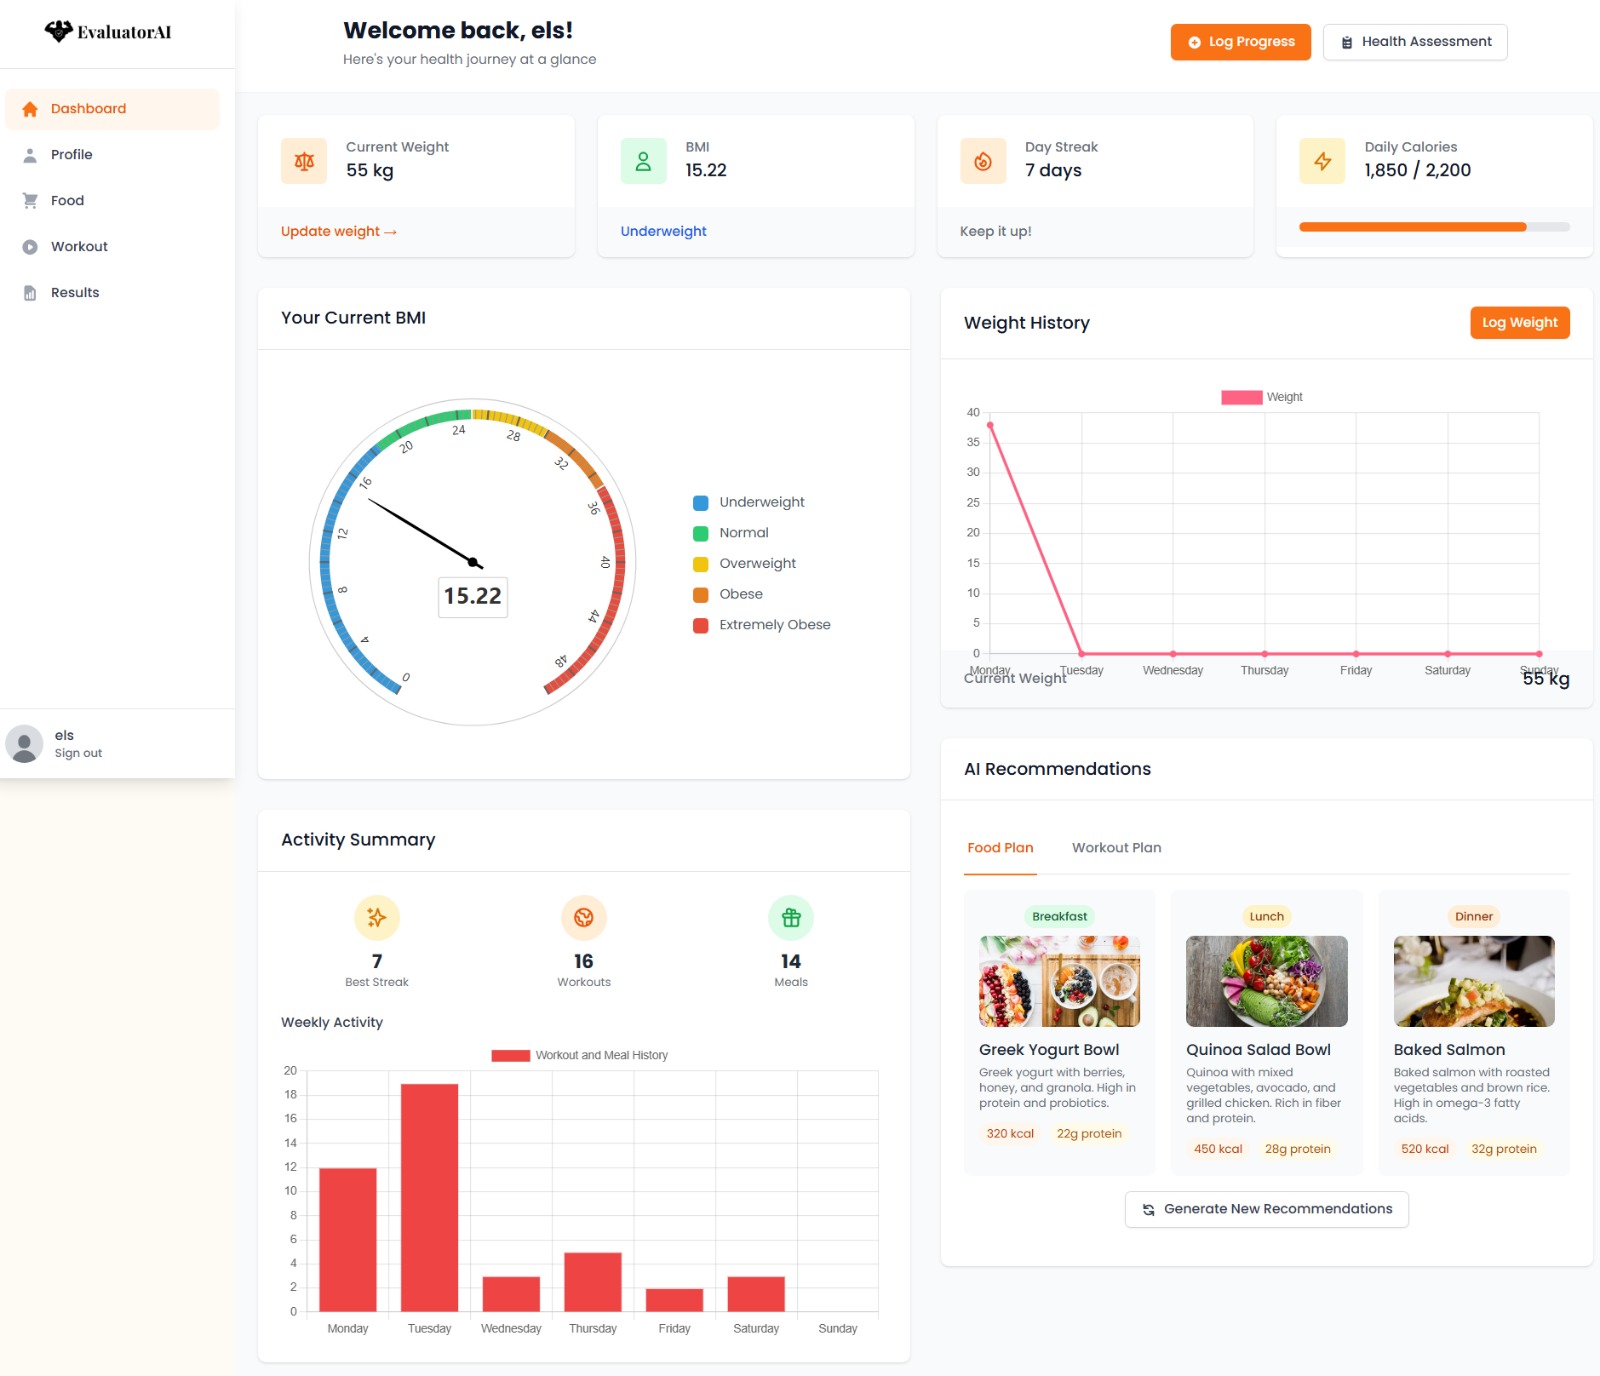 EvaluatorAI
Dashboard
Profile
Food
Workout
Results
els
Sign out
Welcome back, els!
Here's your health journey at a glance
Log Progress
Health Assessment
Current Weight
55 kg
Update weight →
BMI
15.22
Underweight
Day Streak
7 days
Keep it up!
Daily Calories
1,850 / 2,200
Your Current BMI
0
4
8
12
16
20
24
28
32
36
40
44
48
15.22
Underweight
Normal
Overweight
Obese
Extremely Obese
Weight History
Log Weight
Weight
40
35
30
25
20
15
10
5
0
Monday Tuesday Wednesday Thursday Friday Saturday Sunday
Current Weight
55 kg
Activity Summary
7
Best Streak
16
Workouts
14
Meals
Weekly Activity
Workout and Meal History
20
18
16
14
12
10
8
6
4
2
0
Monday Tuesday Wednesday Thursday Friday Saturday Sunday
AI Recommendations
Food Plan
Workout Plan
Breakfast
Greek Yogurt Bowl
Greek yogurt with berries,
honey, and granola. High in
protein and probiotics.
320 kcal 22g protein
Lunch
Quinoa Salad Bowl
Quinoa with mixed
vegetables, avocado, and
grilled chicken. Rich in fiber
and protein.
450 kcal 28g protein
Dinner
Baked Salmon
Baked salmon with roasted
vegetables and brown rice.
High in omega-3 fatty
acids.
520 kcal 32g protein
Generate New Recommendations